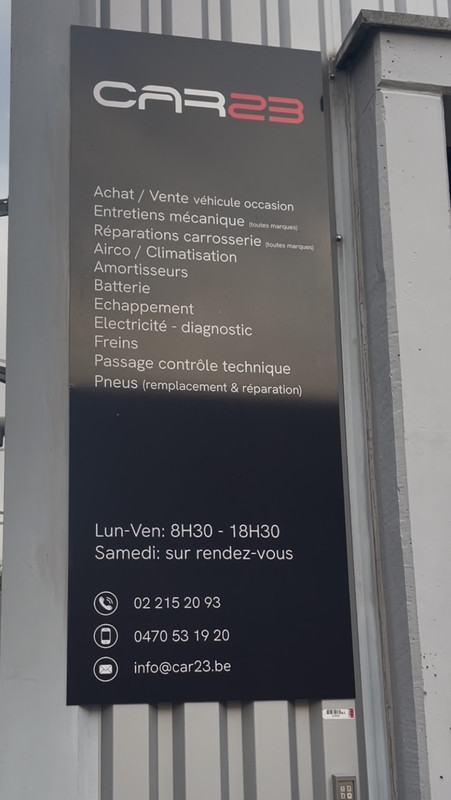 CAR23
Achat / Vente véhicule occasion
Entretiens mécanique (toutes marques)
Réparations carrosserie (toutes marques)
Airco / Climatisation
Amortisseurs
Batterie
Echappement
Electricité - diagnostic
Freins
Passage contrôle technique
Pneus (remplacement & réparation)
Lun-Ven: 8H30 - 18H30
Samedi: sur rendez-vous
02 215 20 93
0470 53 19 20
info@car23.be